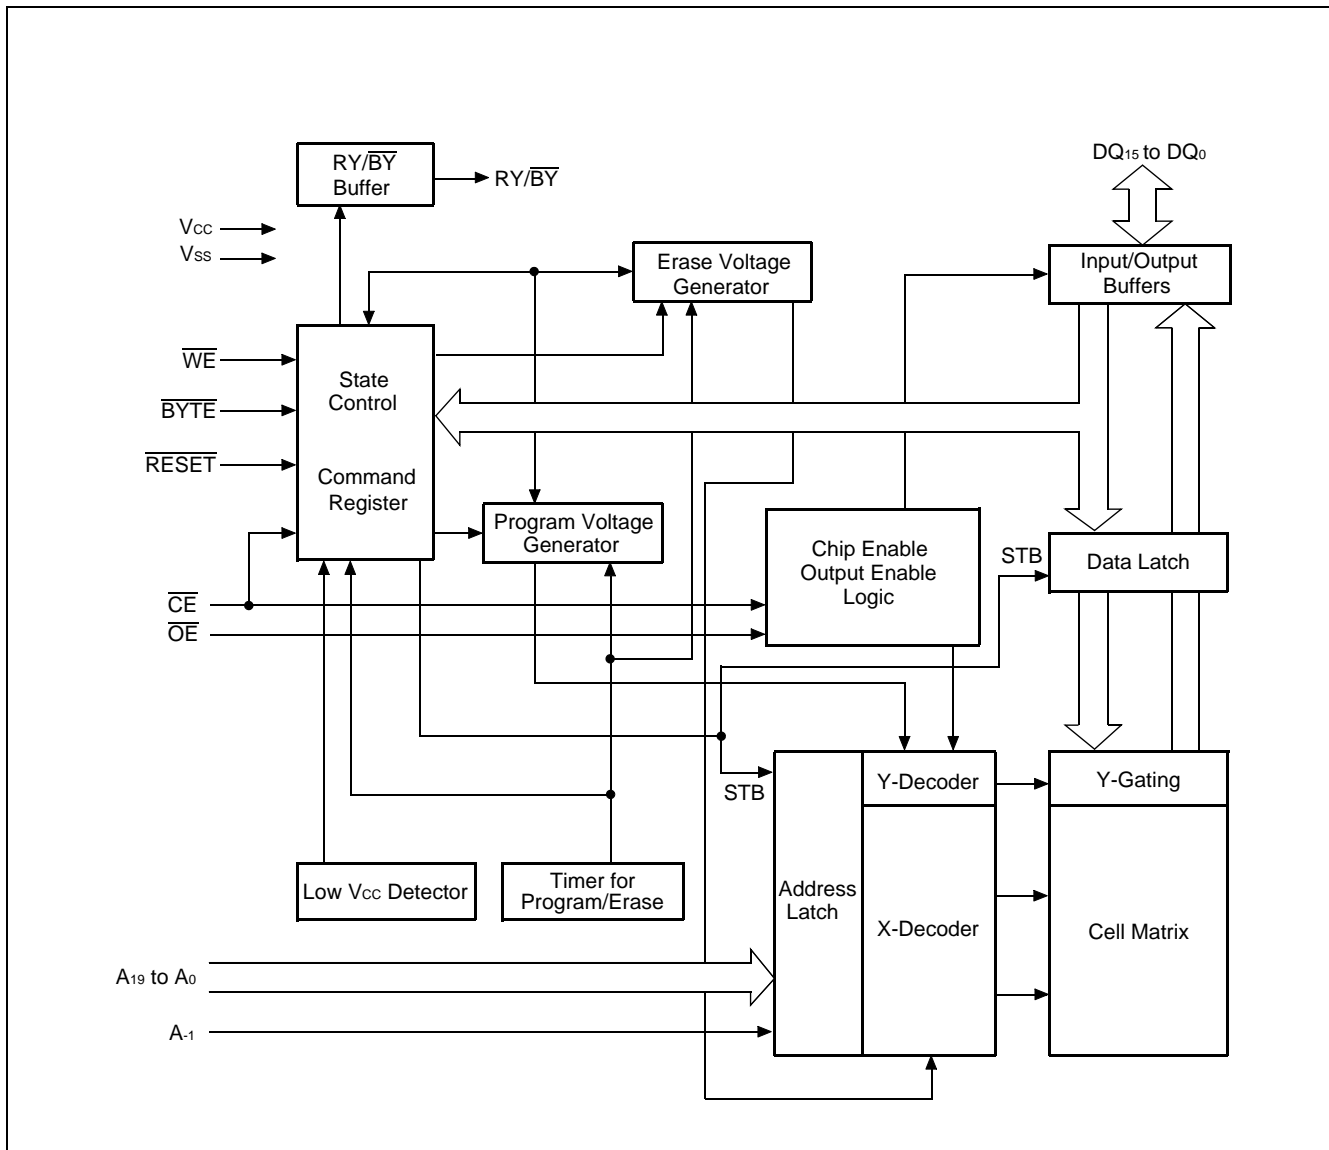 RY/BY
Buffer
RY/BY
DQ15 to DQ0
VCC
VSS
Erase Voltage
Generator
Input/Output
Buffers
WE
BYTE
RESET
State
Control
Command
Register
Program Voltage
Generator
Chip Enable
Output Enable
Logic
STB
Data Latch
CE
OE
STB
Y-Decoder
Y-Gating
Low VCC Detector
Timer for
Program/Erase
Address
Latch
X-Decoder
Cell Matrix
A19 to A0
A-1